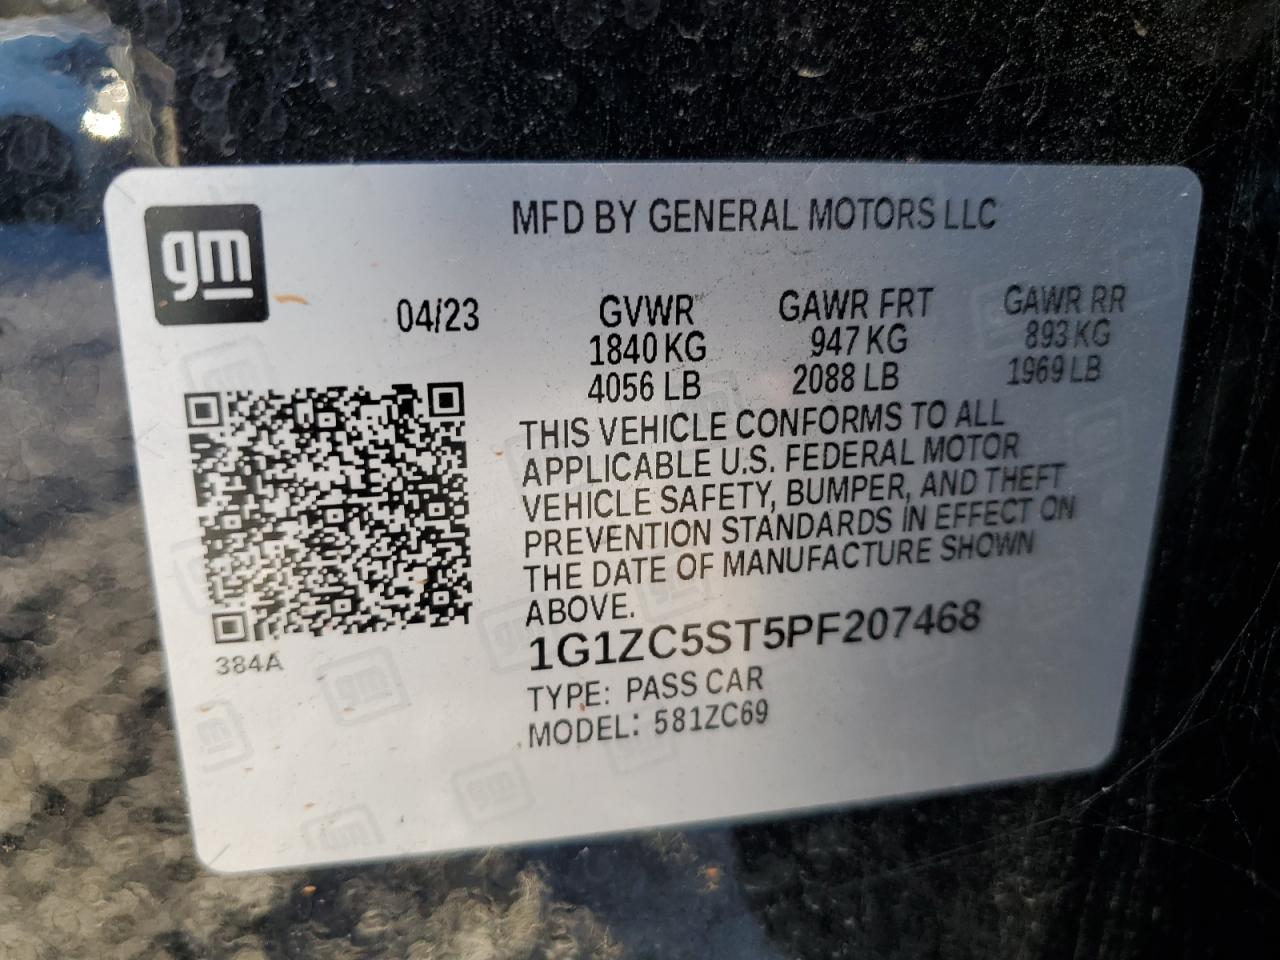 gm
MFD BY GENERAL MOTORS LLC
04/23
GVWR GAWR FRT GAWR RR
1840 KG 947 KG 893 KG
4056 LB 2088 LB 1969 LB
THIS VEHICLE CONFORMS TO ALL
APPLICABLE U.S. FEDERAL MOTOR
VEHICLE SAFETY, BUMPER, AND THEFT
PREVENTION STANDARDS IN EFFECT ON
THE DATE OF MANUFACTURE SHOWN
ABOVE.
1G1ZC5ST5PF207468
384A
TYPE: PASS CAR
MODEL: 581ZC69